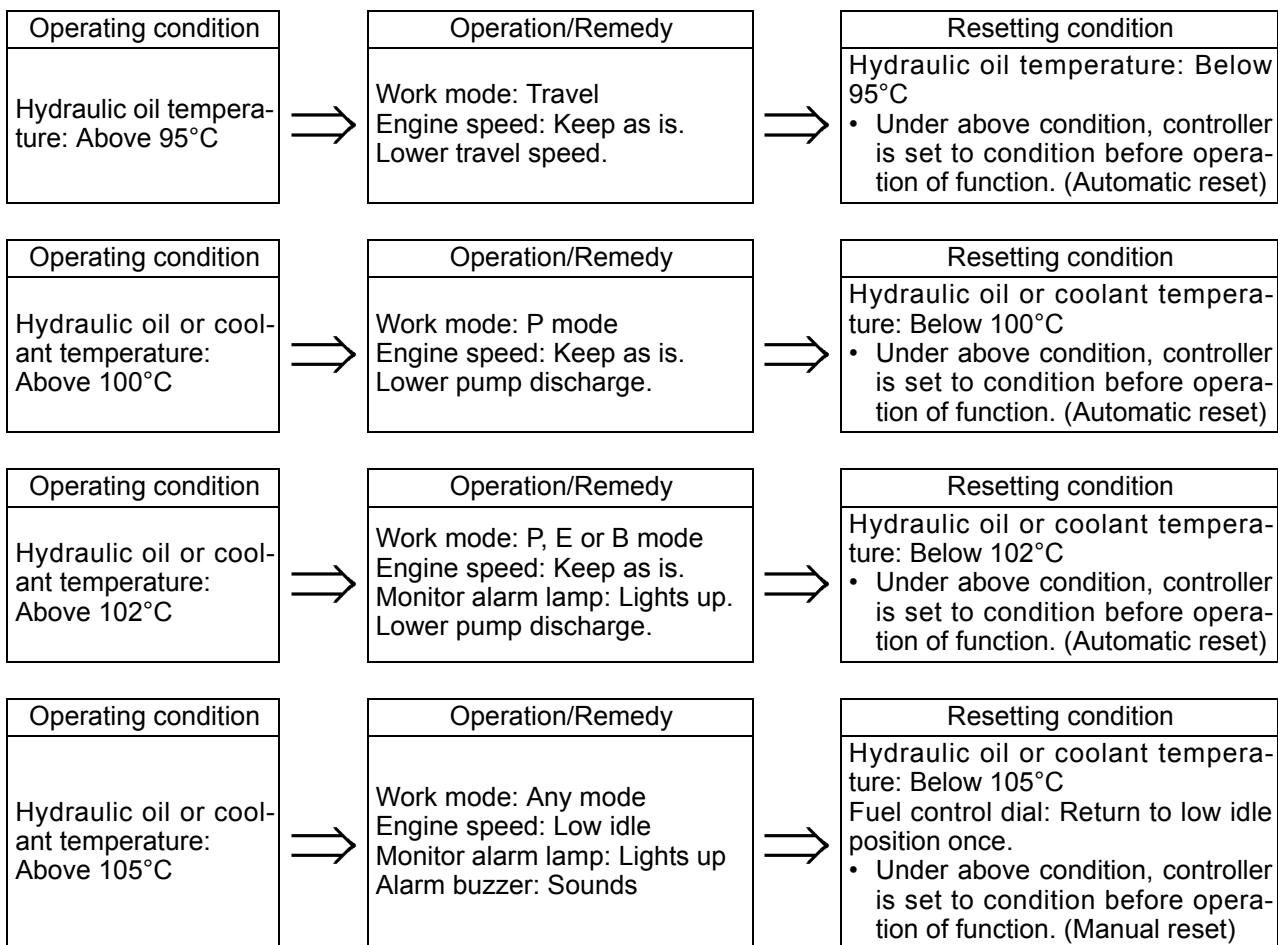 Operating condition
Hydraulic oil tempera-
ture: Above 95°C
Operation/Remedy
Work mode: Travel
Engine speed: Keep as is.
Lower travel speed.
Resetting condition
Hydraulic oil temperature: Below
95°C
• Under above condition, controller
is set to condition before opera-
tion of function. (Automatic reset)
Operating condition
Hydraulic oil or cool-
ant temperature:
Above 100°C
Operation/Remedy
Work mode: P mode
Engine speed: Keep as is.
Lower pump discharge.
Resetting condition
Hydraulic oil or coolant tempera-
ture: Below 100°C
• Under above condition, controller
is set to condition before opera-
tion of function. (Automatic reset)
Operating condition
Hydraulic oil or cool-
ant temperature:
Above 102°C
Operation/Remedy
Work mode: P, E or B mode
Engine speed: Keep as is.
Monitor alarm lamp: Lights up.
Lower pump discharge.
Resetting condition
Hydraulic oil or coolant tempera-
ture: Below 102°C
• Under above condition, controller
is set to condition before opera-
tion of function. (Automatic reset)
Operating condition
Hydraulic oil or cool-
ant temperature:
Above 105°C
Operation/Remedy
Work mode: Any mode
Engine speed: Low idle
Monitor alarm lamp: Lights up
Alarm buzzer: Sounds
Resetting condition
Hydraulic oil or coolant tempera-
ture: Below 105°C
Fuel control dial: Return to low idle
position once.
• Under above condition, controller
is set to condition before opera-
tion of function. (Manual reset)